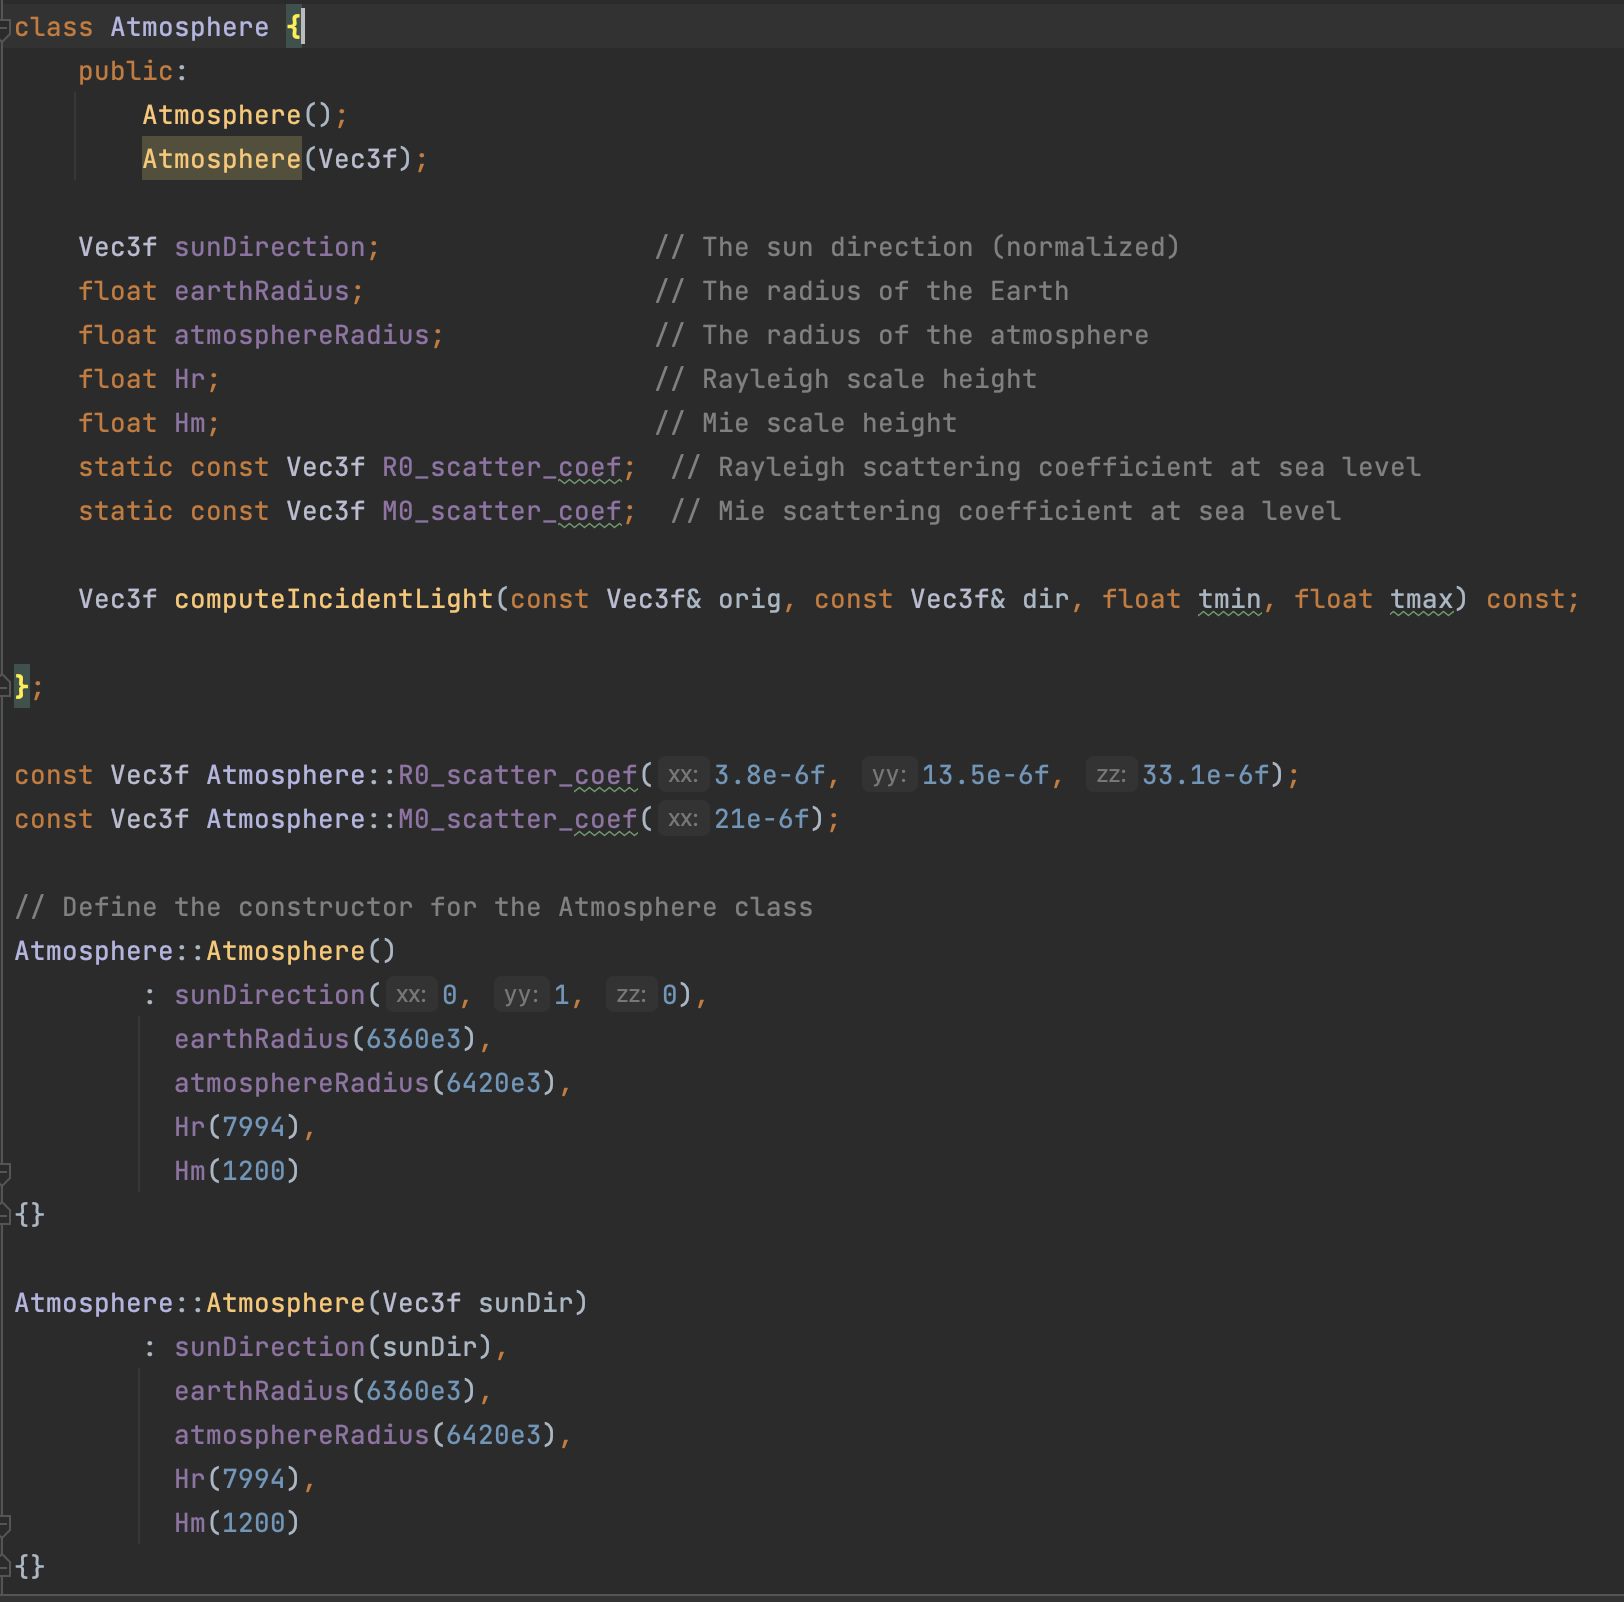 class Atmosphere {
    public:
        Atmosphere();
        Atmosphere(Vec3f);

    Vec3f sunDirection;                 // The sun direction (normalized)
    float earthRadius;                  // The radius of the Earth
    float atmosphereRadius;             // The radius of the atmosphere
    float Hr;                           // Rayleigh scale height
    float Hm;                           // Mie scale height
    static const Vec3f R0_scatter_coef;  // Rayleigh scattering coefficient at sea level
    static const Vec3f M0_scatter_coef;  // Mie scattering coefficient at sea level

    Vec3f computeIncidentLight(const Vec3f& orig, const Vec3f& dir, float tmin, float tmax) const;

};

const Vec3f Atmosphere::R0_scatter_coef( xx: 3.8e-6f, yy: 13.5e-6f, zz: 33.1e-6f);
const Vec3f Atmosphere::M0_scatter_coef( xx: 21e-6f);

// Define the constructor for the Atmosphere class
Atmosphere::Atmosphere()
        : sunDirection( xx: 0, yy: 1, zz: 0),
          earthRadius(6360e3),
          atmosphereRadius(6420e3),
          Hr(7994),
          Hm(1200)
{}

Atmosphere::Atmosphere(Vec3f sunDir)
        : sunDirection(sunDir),
          earthRadius(6360e3),
          atmosphereRadius(6420e3),
          Hr(7994),
          Hm(1200)
{}